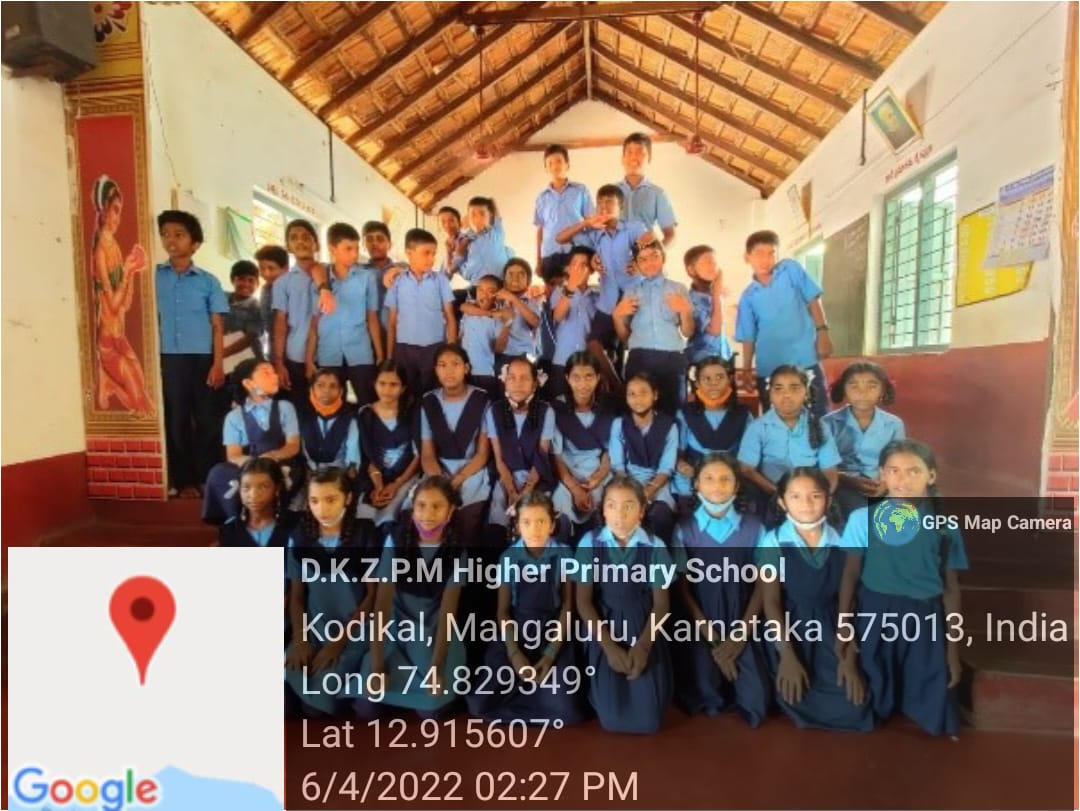 GPS Map Camera
D.K.Z.P.M Higher Primary School
Kodikal, Mangaluru, Karnataka 575013, India
Long 74.829349°
Lat 12.915607°
6/4/2022 02:27 PM
Google